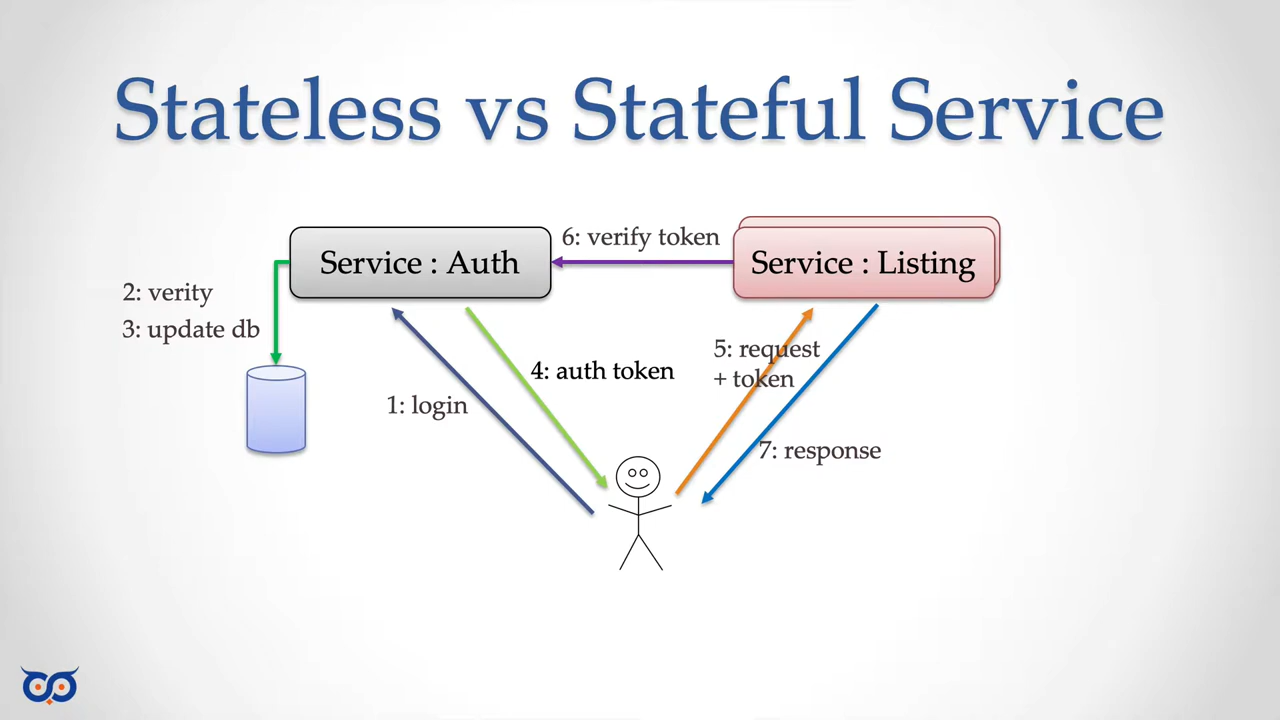 Stateless vs Stateful Service
6: verify token
Service : Auth
Service : Listing
2: verity
3: update db
5: request
+ token
4: auth token
1: login
7: response